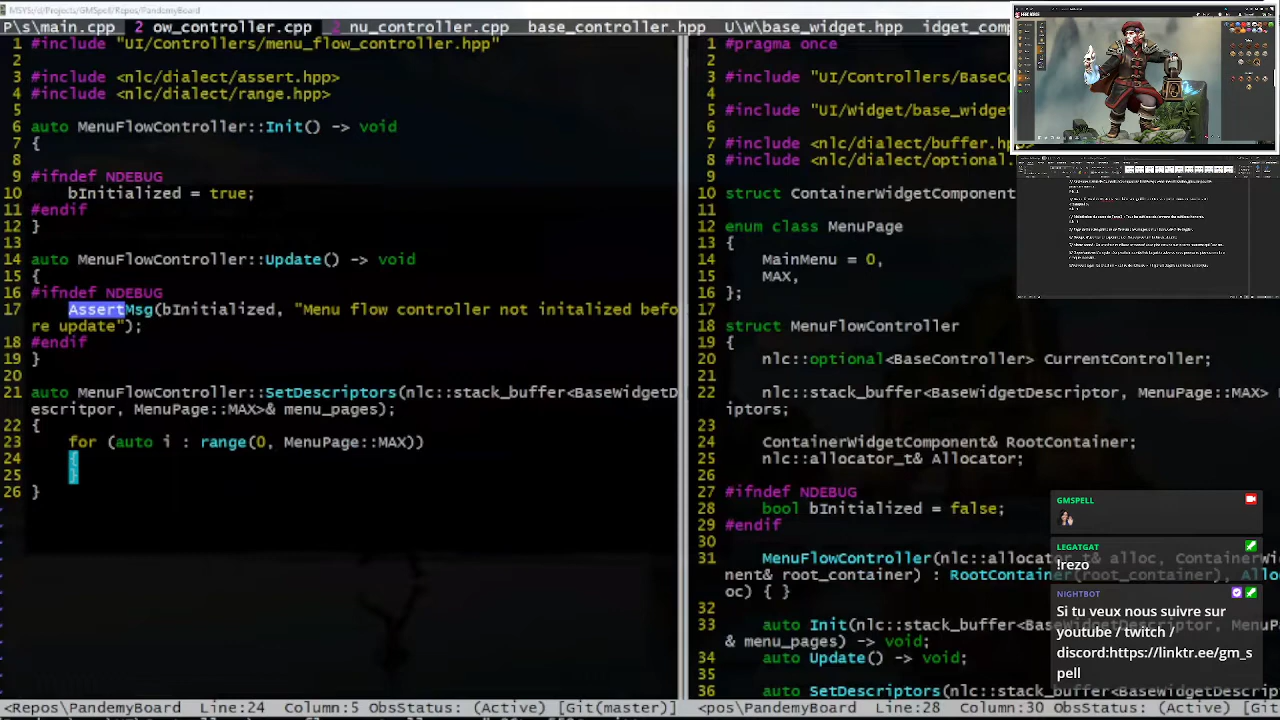 MSYS/d/Projects/GMSpell/Repos/PandemyBoard
P\s\main.cpp  2 ow_controller.cpp  2 nu_controller.cpp  base_controller.hpp  U\W\base_widget.hpp  idget_comp
1 #include "UI/Controllers/menu_flow_controller.hpp"
2
3 #include <nlc/dialect/assert.hpp>
4 #include <nlc/dialect/range.hpp>
5
6 auto MenuFlowController::Init() -> void
7 {
8
9 #ifndef NDEBUG
10     bInitialized = true;
11 #endif
12 }
13
14 auto MenuFlowController::Update() -> void
15 {
16 #ifndef NDEBUG
17     AssertMsg(bInitialized, "Menu flow controller not initalized befo
re update");
18 #endif
19 }
20
21 auto MenuFlowController::SetDescriptors(nlc::stack_buffer<BaseWidgetD
escritpor, MenuPage::MAX>& menu_pages);
22 {
23     for (auto i : range(0, MenuPage::MAX))
24     {
25     }
26 }
<Repos\PandemyBoard  Line:24  Column:5  ObsStatus: (Active)  [Git(master)]
1 #pragma once
2
3 #include "UI/Controllers/BaseCo
4
5 #include "UI/Widget/base_widge
6
7 #include <nlc/dialect/buffer.h
8 #include <nlc/dialect/optional.
9
10 struct ContainerWidgetComponent
11
12 enum class MenuPage
13 {
14     MainMenu = 0,
15     MAX,
16 };
17
18 struct MenuFlowController
19 {
20     nlc::optional<BaseController> CurrentController;
21
22     nlc::stack_buffer<BaseWidgetDescriptor, MenuPage::MAX>
iptors;
23
24     ContainerWidgetComponent& RootContainer;
25     nlc::allocator_t& Allocator;
26
27 #ifndef NDEBUG
28     bool bInitialized = false;
29 #endif
30
31     MenuFlowController(nlc::allocator_t& alloc, Container
nent& root_container) : RootContainer(root_container), Allo
oc) { }
32
33     auto Init(nlc::stack_buffer<BaseWidgetDescriptor, MenuP
& menu_pages) -> void;
34     auto Update() -> void;
35
36     auto SetDescriptors(nlc::stack_buffer<BaseWidgetDescrip
<pos\PandemyBoard  Line:28  Column:30  ObsStatus: (Active)  [Git
GMSPELL
LEGATGAT
!rezo
NIGHTBOT
Si tu veux nous suivre sur
youtube / twitch /
discord:https://linktr.ee/gm_s
pell